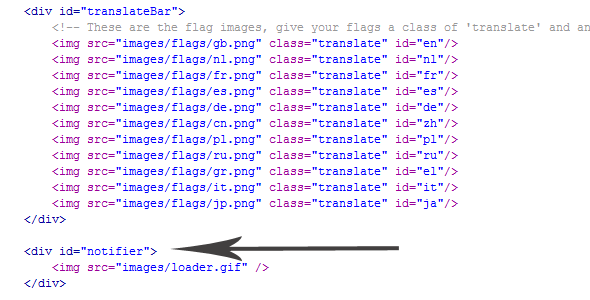 <div id="translateBar">
<!-- These are the flag images, give your flags a class of 'translate' and an
<img src="images/flags/gb.png" class="translate" id="en"/>
<img src="images/flags/nl.png" class="translate" id="nl"/>
<img src="images/flags/fr.png" class="translate" id="fr"/>
<img src="images/flags/es.png" class="translate" id="es"/>
<img src="images/flags/de.png" class="translate" id="de"/>
<img src="images/flags/cn.png" class="translate" id="zh"/>
<img src="images/flags/pl.png" class="translate" id="pl"/>
<img src="images/flags/ru.png" class="translate" id="ru"/>
<img src="images/flags/gr.png" class="translate" id="el"/>
<img src="images/flags/it.png" class="translate" id="it"/>
<img src="images/flags/jp.png" class="translate" id="ja"/>
</div>
<div id="notifier">
<img src="images/loader.gif" />
</div>